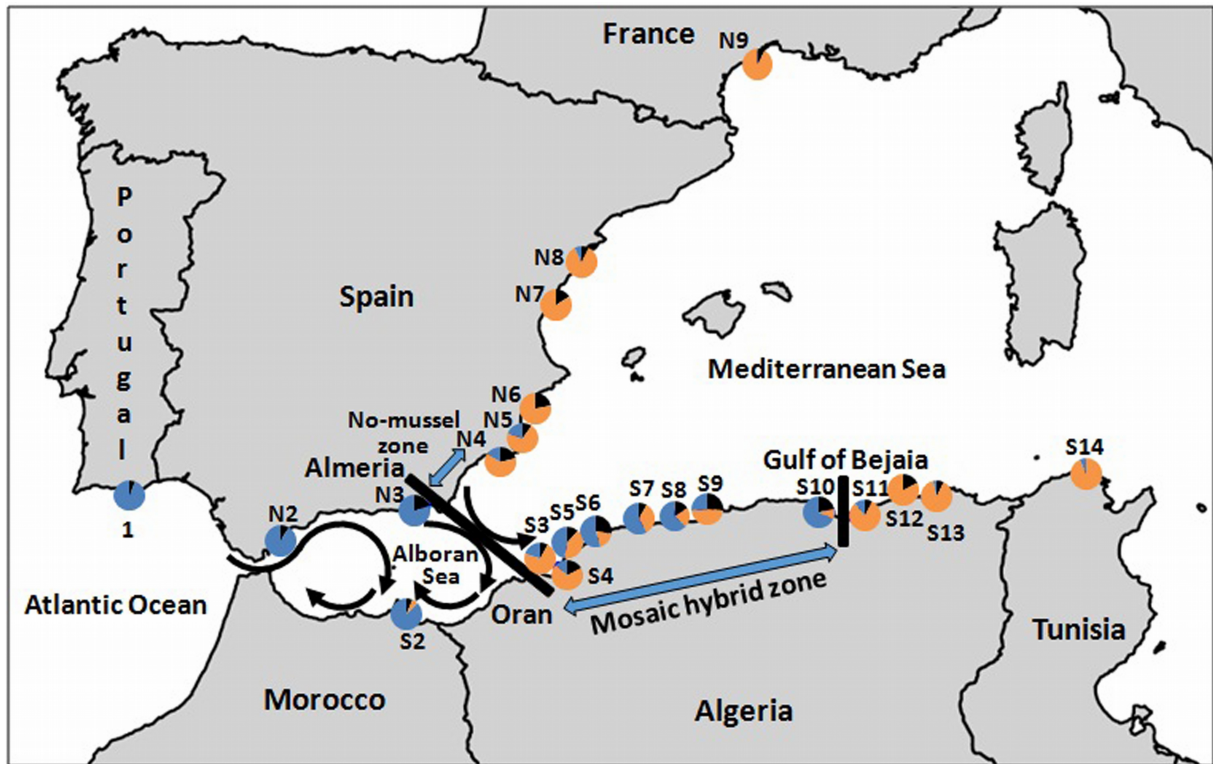 France
N9
Portugal
Spain
N8
N7
Mediterranean Sea
N6
N5
N4
No-mussel
zone
Almeria
N3
N2
1
Alboran
Sea
Atlantic Ocean
S2
Oran
S3
S4
S5
S6
S7
S8
S9
Gulf of Bejaia
S10
S11
S12
S13
S14
Mosaic hybrid zone
Morocco
Algeria
Tunisia